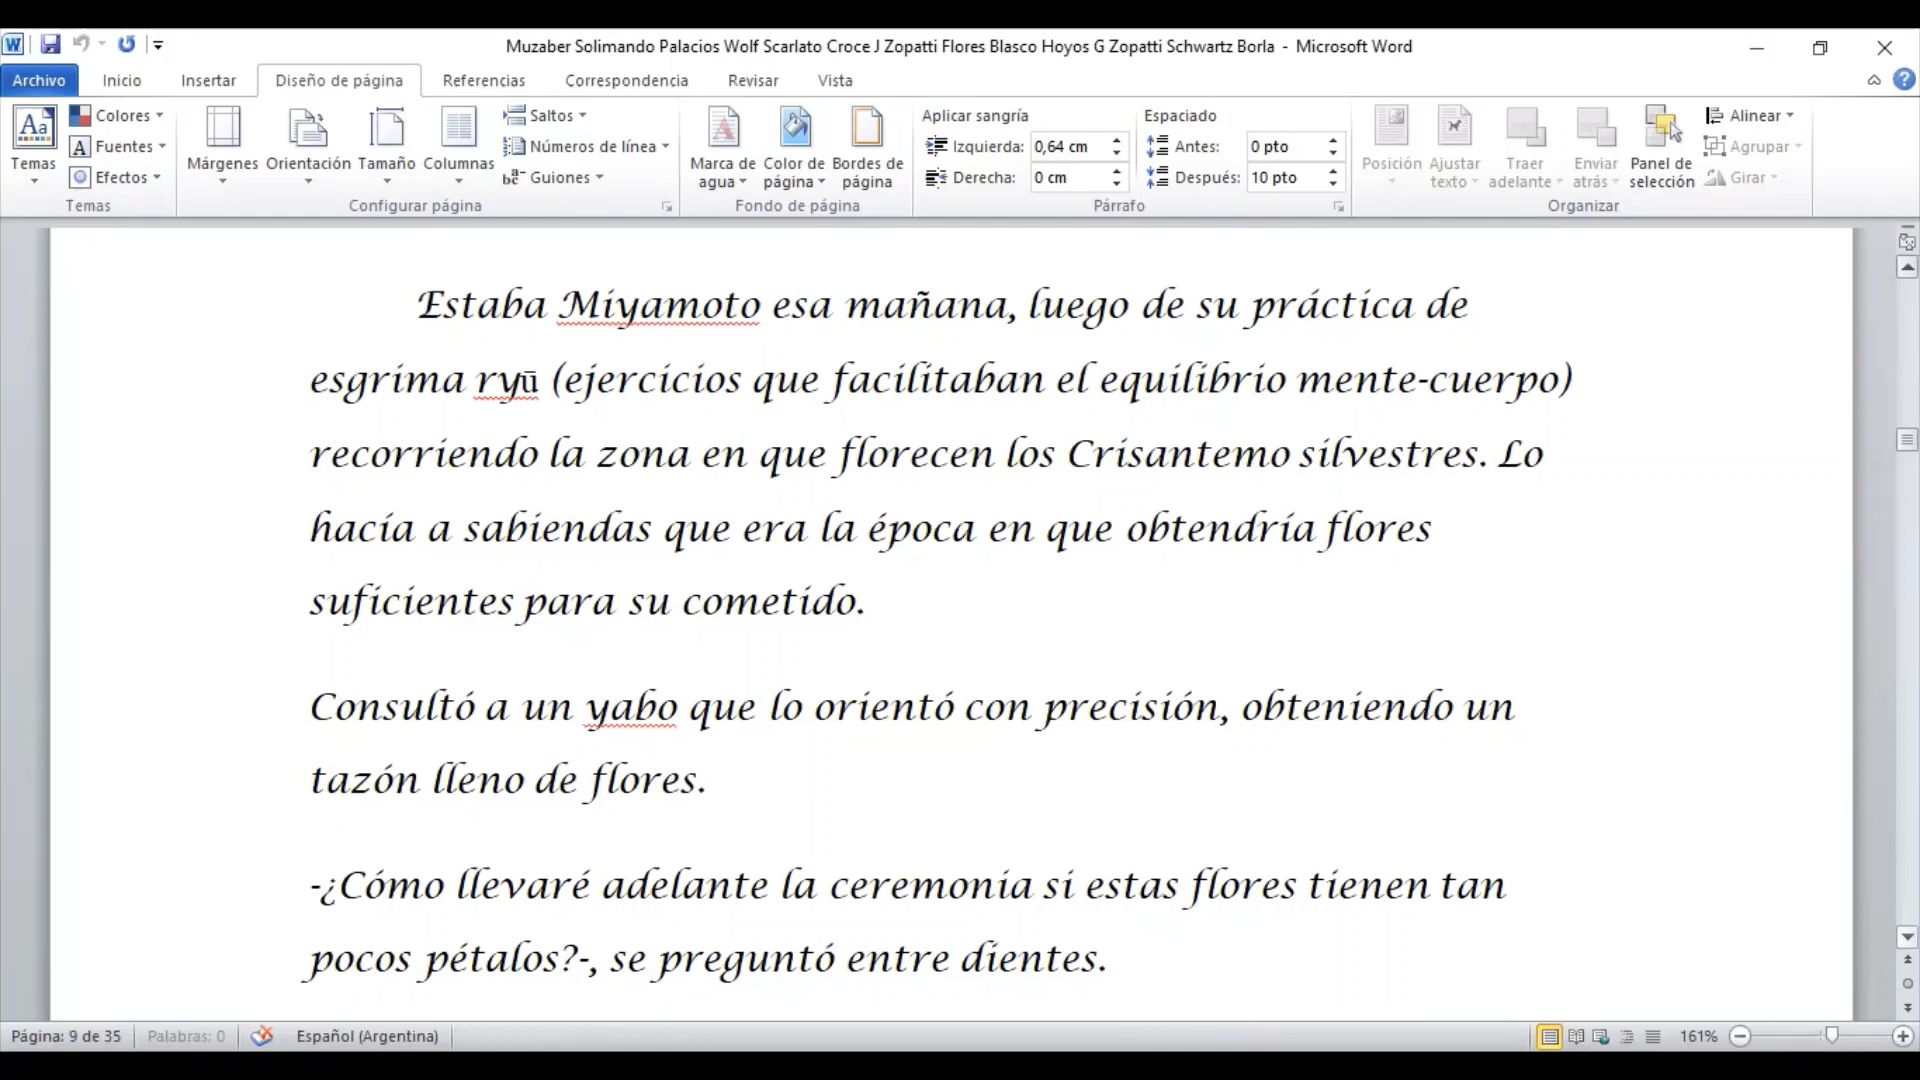 Muzaber Solimando Palacios Wolf Scarlato Croce J Zopatti Flores Blasco Hoyos G Zopatti Schwartz Borla - Microsoft Word
Archivo Inicio Insertar Diseño de página Referencias Correspondencia Revisar Vista
Temas
Colores
Fuentes
Efectos
Temas
Márgenes Orientación Tamaño Columnas
Saltos
Números de línea
Guiones
Configurar página
Marca de agua
Color de página
Bordes de página
Fondo de página
Aplicar sangría
Izquierda: 0,64 cm
Derecha: 0 cm
Espaciado
Antes: 0 pto
Después: 10 pto
Párrafo
Posición
Ajustar texto
Traer adelante
Enviar atrás
Panel de selección
Alinear
Agrupar
Girar
Organizar
Estaba Miyamoto esa mañana, luego de su práctica de
esgrima ryū (ejercicios que facilitaban el equilibrio mente-cuerpo)
recorriendo la zona en que florecen los Crisantemo silvestres. Lo
hacía a sabiendas que era la época en que obtendría flores
suficientes para su cometido.
Consultó a un yabo que lo orientó con precisión, obteniendo un
tazón lleno de flores.
-¿Cómo llevaré adelante la ceremonia si estas flores tienen tan
pocos pétalos?-, se preguntó entre dientes.
Página: 9 de 35 Palabras: 0 Español (Argentina) 161%